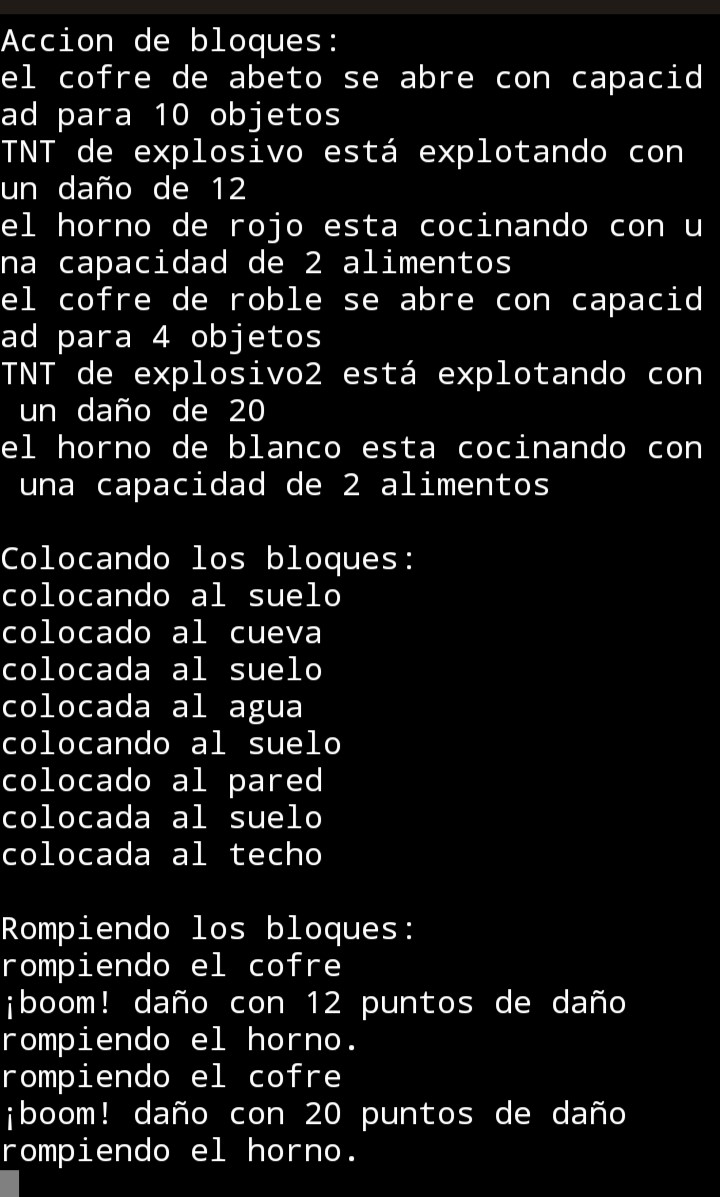 Accion de bloques:
el cofre de abeto se abre con capacid
ad para 10 objetos
TNT de explosivo está explotando con
un daño de 12
el horno de rojo esta cocinando con u
na capacidad de 2 alimentos
el cofre de roble se abre con capacid
ad para 4 objetos
TNT de explosivo2 está explotando con
 un daño de 20
el horno de blanco esta cocinando con
 una capacidad de 2 alimentos

Colocando los bloques:
colocando al suelo
colocado al cueva
colocada al suelo
colocada al agua
colocando al suelo
colocado al pared
colocada al suelo
colocada al techo

Rompiendo los bloques:
rompiendo el cofre
¡boom! daño con 12 puntos de daño
rompiendo el horno.
rompiendo el cofre
¡boom! daño con 20 puntos de daño
rompiendo el horno.